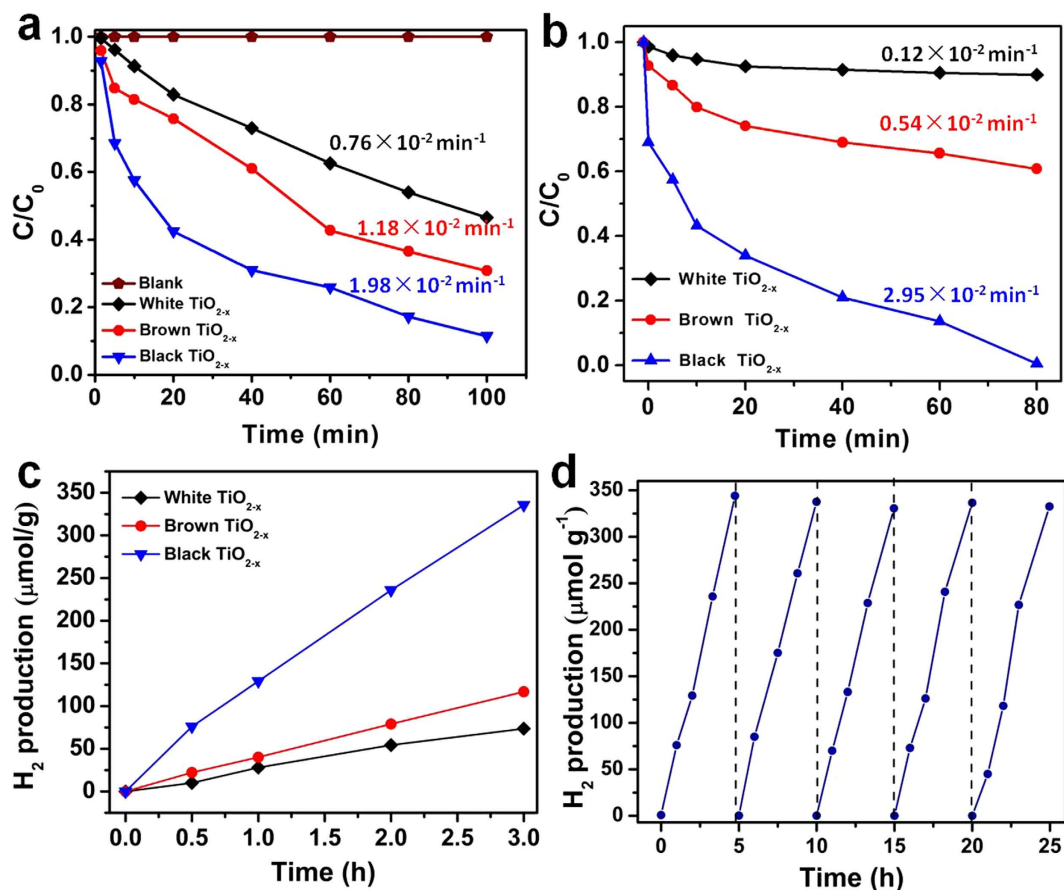 a
1.0
0.8
0.6
0.4
0.2
0.0
C/C₀
0.76×10⁻² min⁻¹
1.18×10⁻² min⁻¹
1.98×10⁻² min⁻¹
Blank
White TiO₂₋ₓ
Brown TiO₂₋ₓ
Black TiO₂₋ₓ
0 20 40 60 80 100
Time (min)
b
1.0
0.8
0.6
0.4
0.2
0.0
C/C₀
0.12×10⁻² min⁻¹
0.54×10⁻² min⁻¹
2.95×10⁻² min⁻¹
White TiO₂₋ₓ
Brown TiO₂₋ₓ
Black TiO₂₋ₓ
0 20 40 60 80
Time (min)
c
350
300
250
200
150
100
50
0
H₂ production (μmol/g)
White TiO₂₋ₓ
Brown TiO₂₋ₓ
Black TiO₂₋ₓ
0.0 0.5 1.0 1.5 2.0 2.5 3.0
Time (h)
d
350
300
250
200
150
100
50
0
H₂ production (μmol g⁻¹)
0 5 10 15 20 25
Time (h)